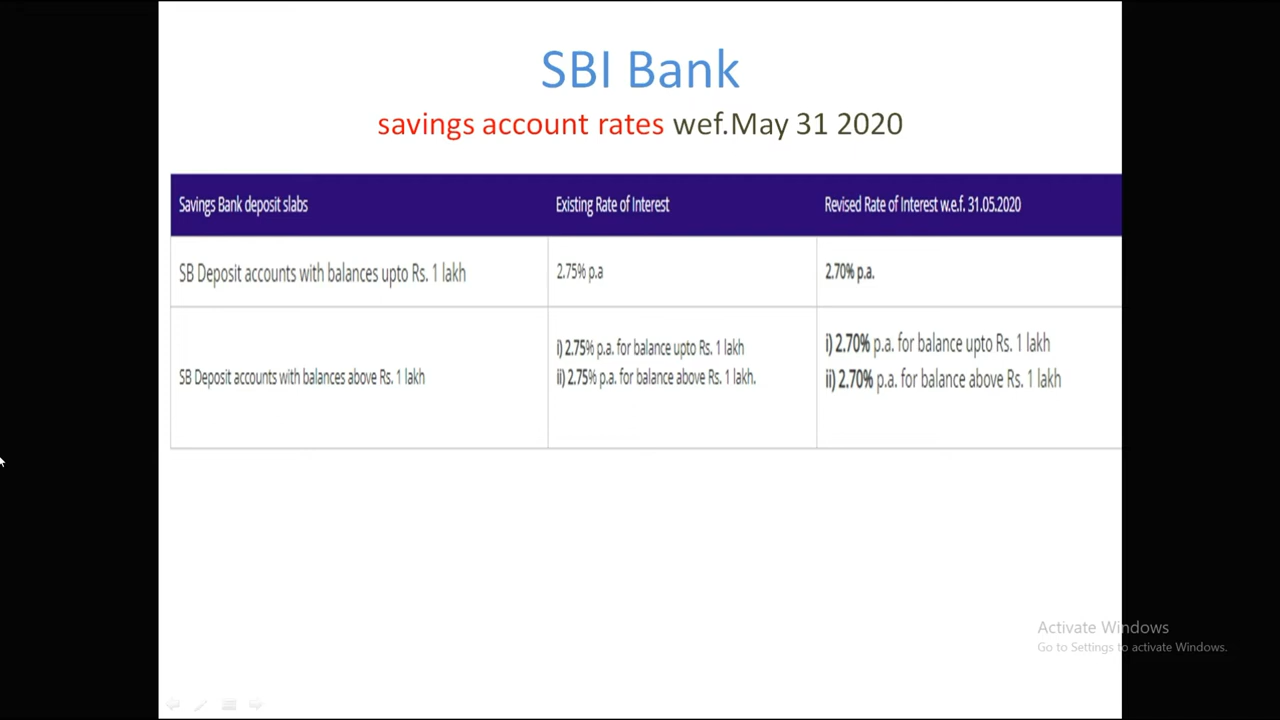 SBI Bank
savings account rates wef.May 31 2020
Savings Bank deposit slabs
Existing Rate of Interest
Revised Rate of Interest w.e.f. 31.05.2020
SB Deposit accounts with balances upto Rs. 1 lakh
2.75% p.a
2.70% p.a.
SB Deposit accounts with balances above Rs. 1 lakh
i) 2.75% p.a. for balance upto Rs. 1 lakh
ii) 2.75% p.a. for balance above Rs. 1 lakh.
i) 2.70% p.a. for balance upto Rs. 1 lakh
ii) 2.70% p.a. for balance above Rs. 1 lakh
Activate Windows
Go to Settings to activate Windows.